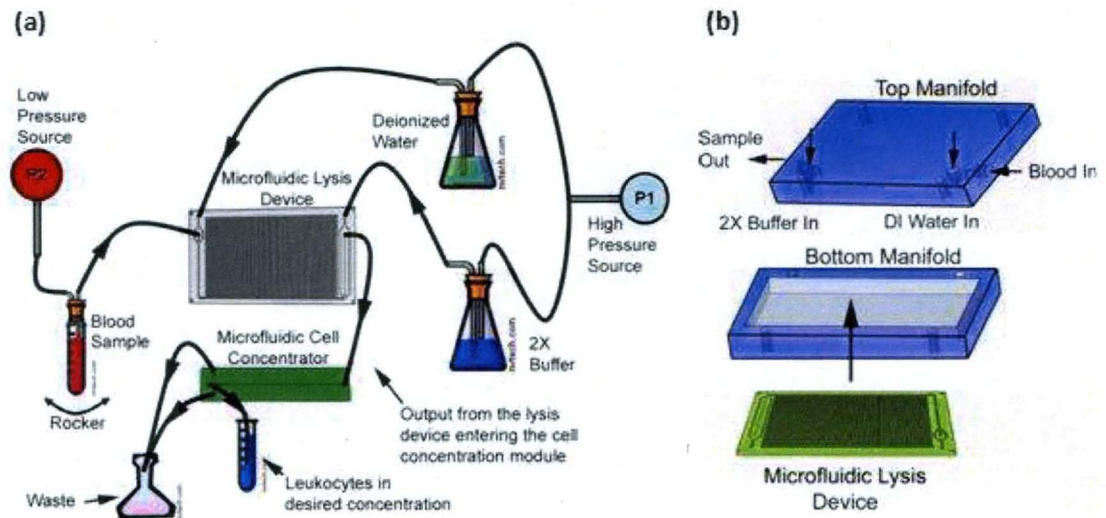 (a)
Low
Pressure
Source
P2
Blood
Sample
Rocker
Waste
Deionized
Water
Microfluidic Lysis
Device
P1
High
Pressure
Source
2X
Buffer
Microfluidic Cell
Concentrator
Output from the lysis
device entering the cell
concentration module
Leukocytes in
desired concentration
(b)
Top Manifold
Sample
Out
Blood In
2X Buffer In
DI Water In
Bottom Manifold
Microfluidic Lysis
Device